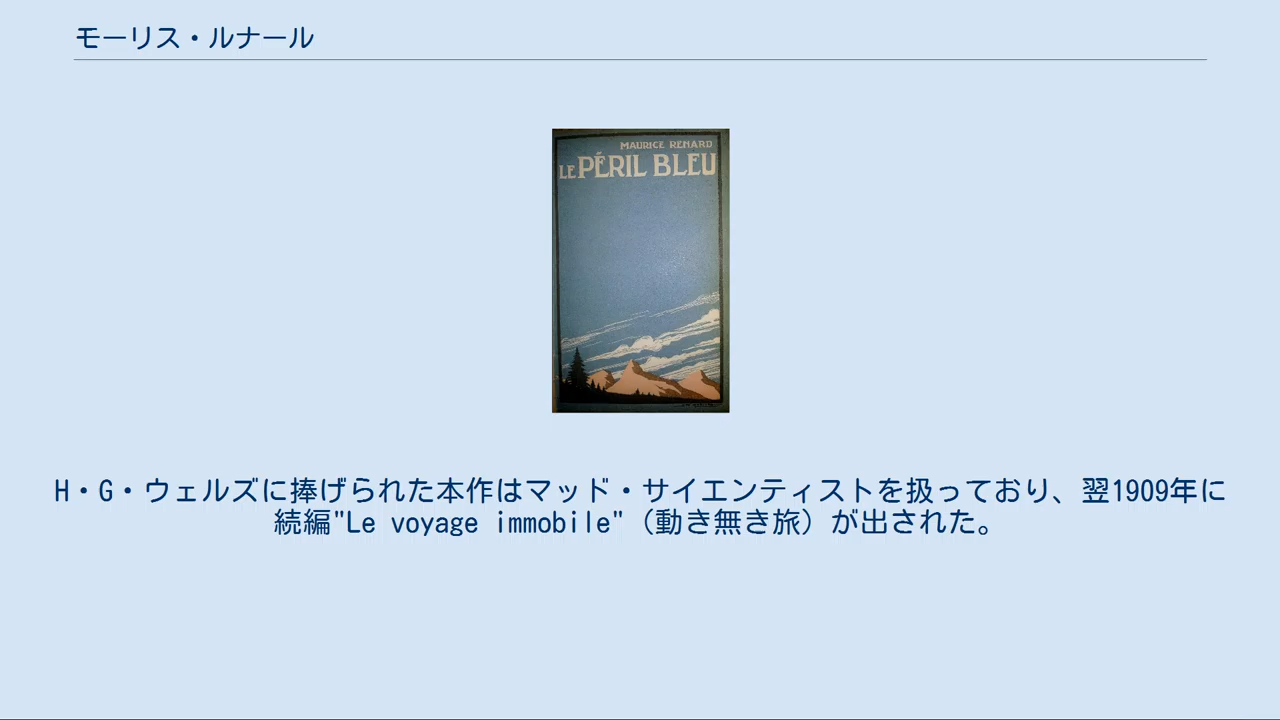 モーリス・ルナール
MAURICE RENARD
LE PÉRIL BLEU
H・G・ウェルズに捧げられた本作はマッド・サイエンティストを扱っており、翌1909年に
続編"Le voyage immobile"（動き無き旅）が出された。